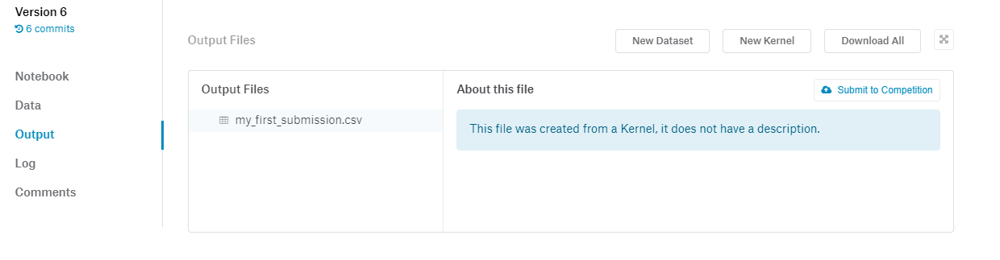 Version 6
6 commits
Notebook
Data
Output
Log
Comments
Output Files
New Dataset
New Kernel
Download All
Output Files
my_first_submission.csv
About this file
Submit to Competition
This file was created from a Kernel, it does not have a description.